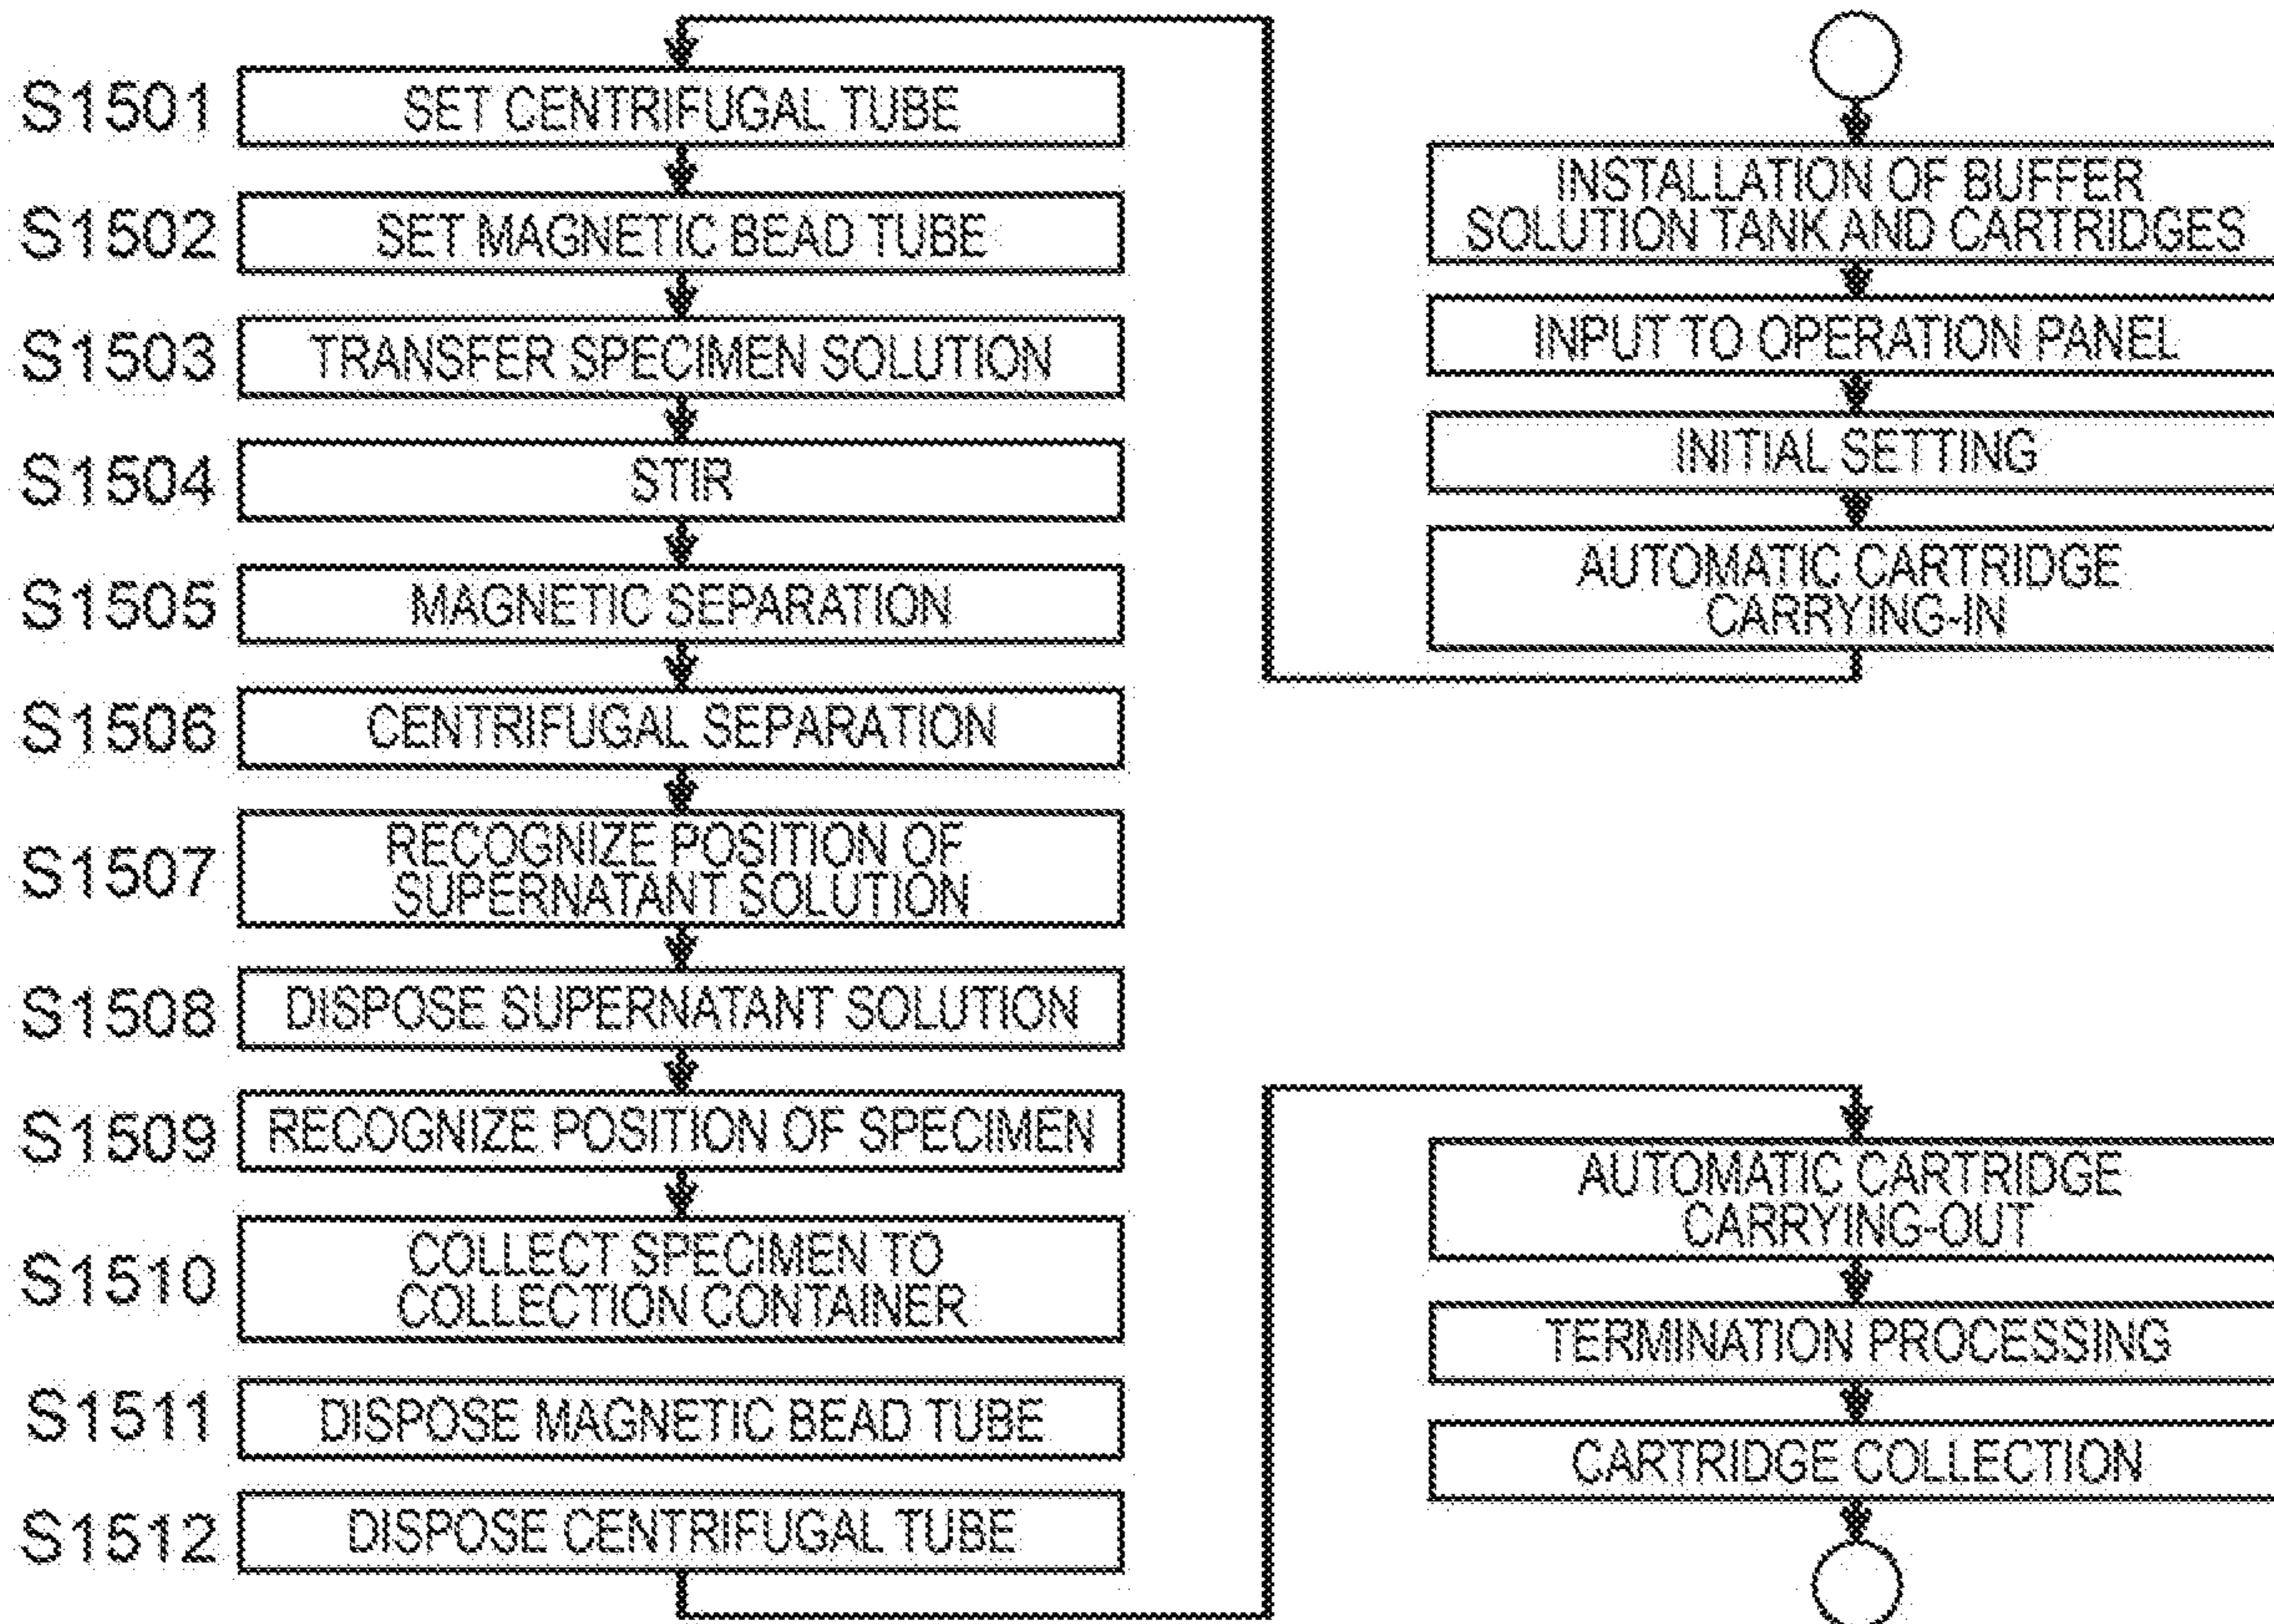 S1501
SET CENTRIFUGAL TUBE
S1502
SET MAGNETIC BEAD TUBE
S1503
TRANSFER SPECIMEN SOLUTION
S1504
STIR
S1505
MAGNETIC SEPARATION
S1506
CENTRIFUGAL SEPARATION
S1507
RECOGNIZE POSITION OF
SUPERNATANT SOLUTION
S1508
DISPOSE SUPERNATANT SOLUTION
S1509
RECOGNIZE POSITION OF SPECIMEN
S1510
COLLECT SPECIMEN TO
COLLECTION CONTAINER
S1511
DISPOSE MAGNETIC BEAD TUBE
S1512
DISPOSE CENTRIFUGAL TUBE
INSTALLATION OF BUFFER
SOLUTION TANK AND CARTRIDGES
INPUT TO OPERATION PANEL
INITIAL SETTING
AUTOMATIC CARTRIDGE
CARRYING-IN
AUTOMATIC CARTRIDGE
CARRYING-OUT
TERMINATION PROCESSING
CARTRIDGE COLLECTION